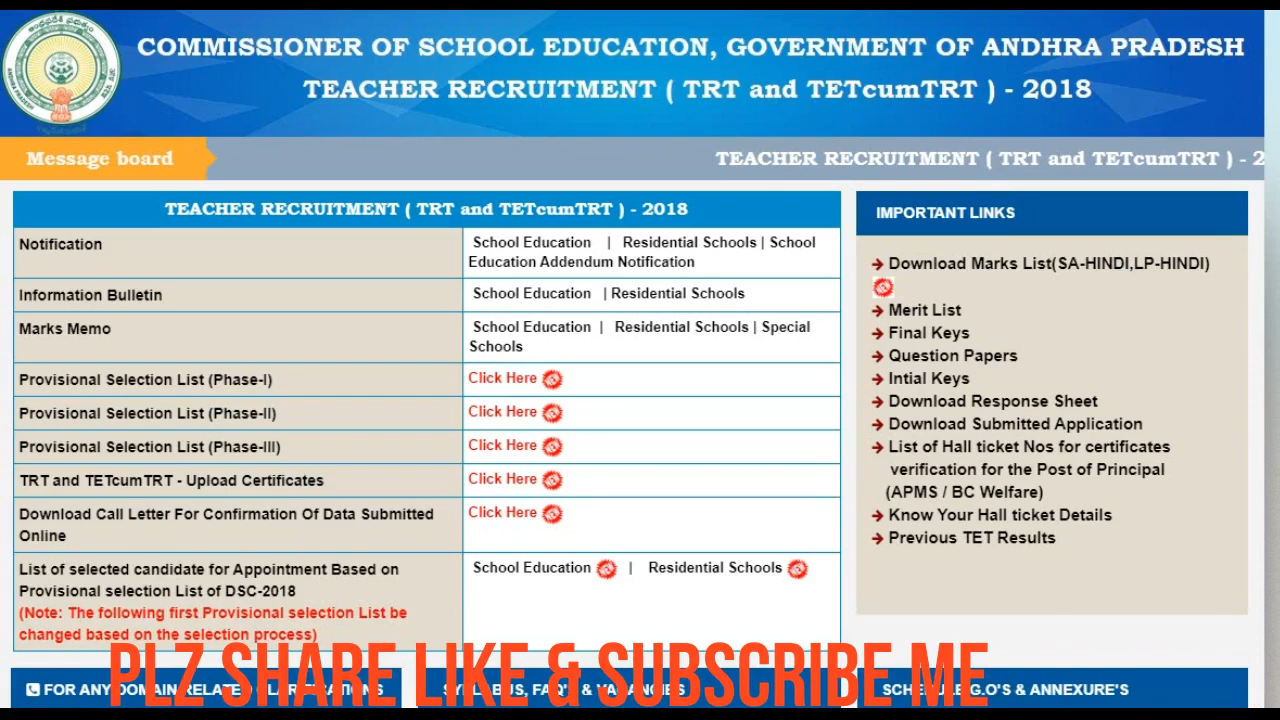 COMMISSIONER OF SCHOOL EDUCATION, GOVERNMENT OF ANDHRA PRADESH
TEACHER RECRUITMENT ( TRT and TETcumTRT ) - 2018
Message board
TEACHER RECRUITMENT ( TRT and TETcumTRT ) - 2
TEACHER RECRUITMENT ( TRT and TETcumTRT ) - 2018
Notification
School Education | Residential Schools | School
Education Addendum Notification
Information Bulletin
School Education | Residential Schools
Marks Memo
School Education | Residential Schools | Special
Schools
Provisional Selection List (Phase-I)
Click Here
Provisional Selection List (Phase-II)
Click Here
Provisional Selection List (Phase-III)
Click Here
TRT and TETcumTRT - Upload Certificates
Click Here
Download Call Letter For Confirmation Of Data Submitted
Online
Click Here
List of selected candidate for Appointment Based on
Provisional selection List of DSC-2018
(Note: The following first Provisional selection List be
changed based on the selection process)
School Education | Residential Schools
IMPORTANT LINKS
Download Marks List(SA-HINDI,LP-HINDI)
Merit List
Final Keys
Question Papers
Intial Keys
Download Response Sheet
Download Submitted Application
List of Hall ticket Nos for certificates
verification for the Post of Principal
(APMS / BC Welfare)
Know Your Hall ticket Details
Previous TET Results
PLZ SHARE LIKE & SUBSCRIBE ME
FOR ANY DOMAIN RELATED CLARIFICATIONS
SYLLABUS, FAQ'S & VACANCIES
SCHEDULE,G.O'S & ANNEXURE'S